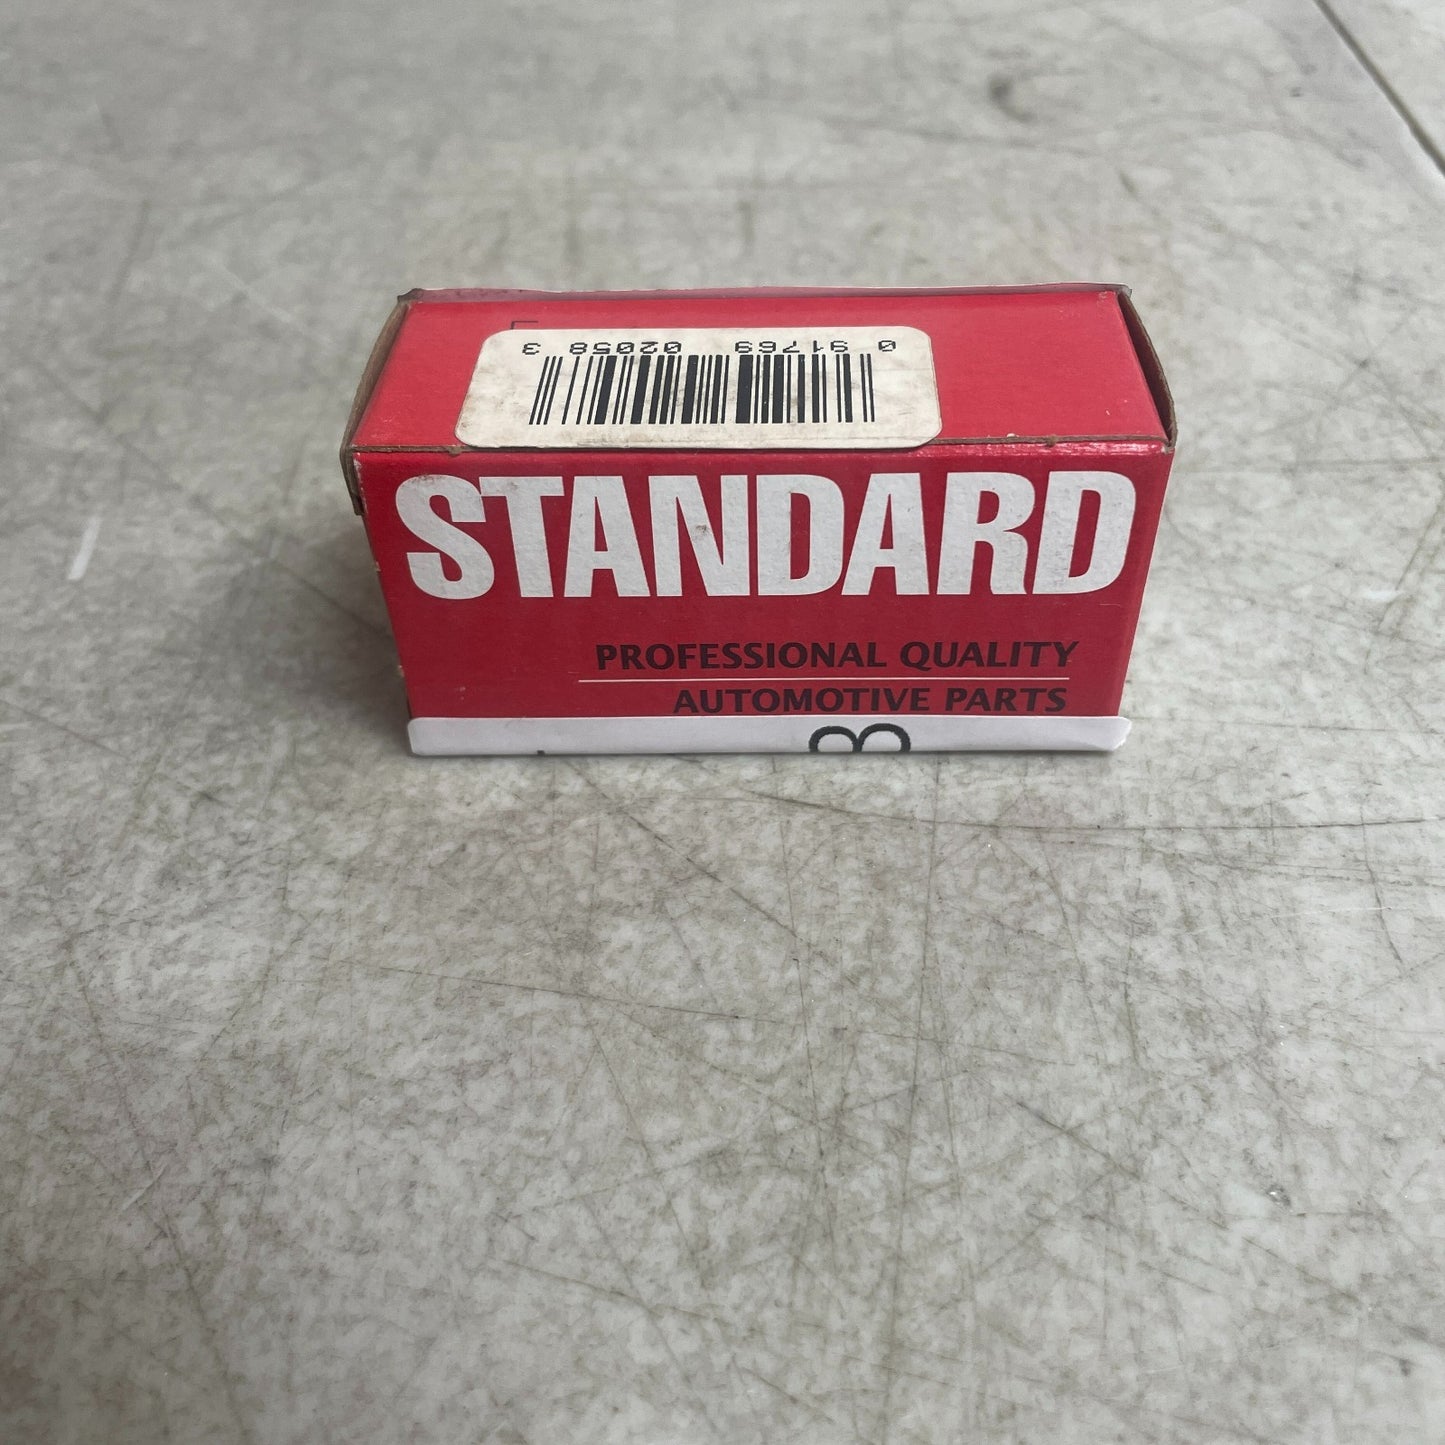 0 91769 02058 3
STANDARD
PROFESSIONAL QUALITY
AUTOMOTIVE PARTS